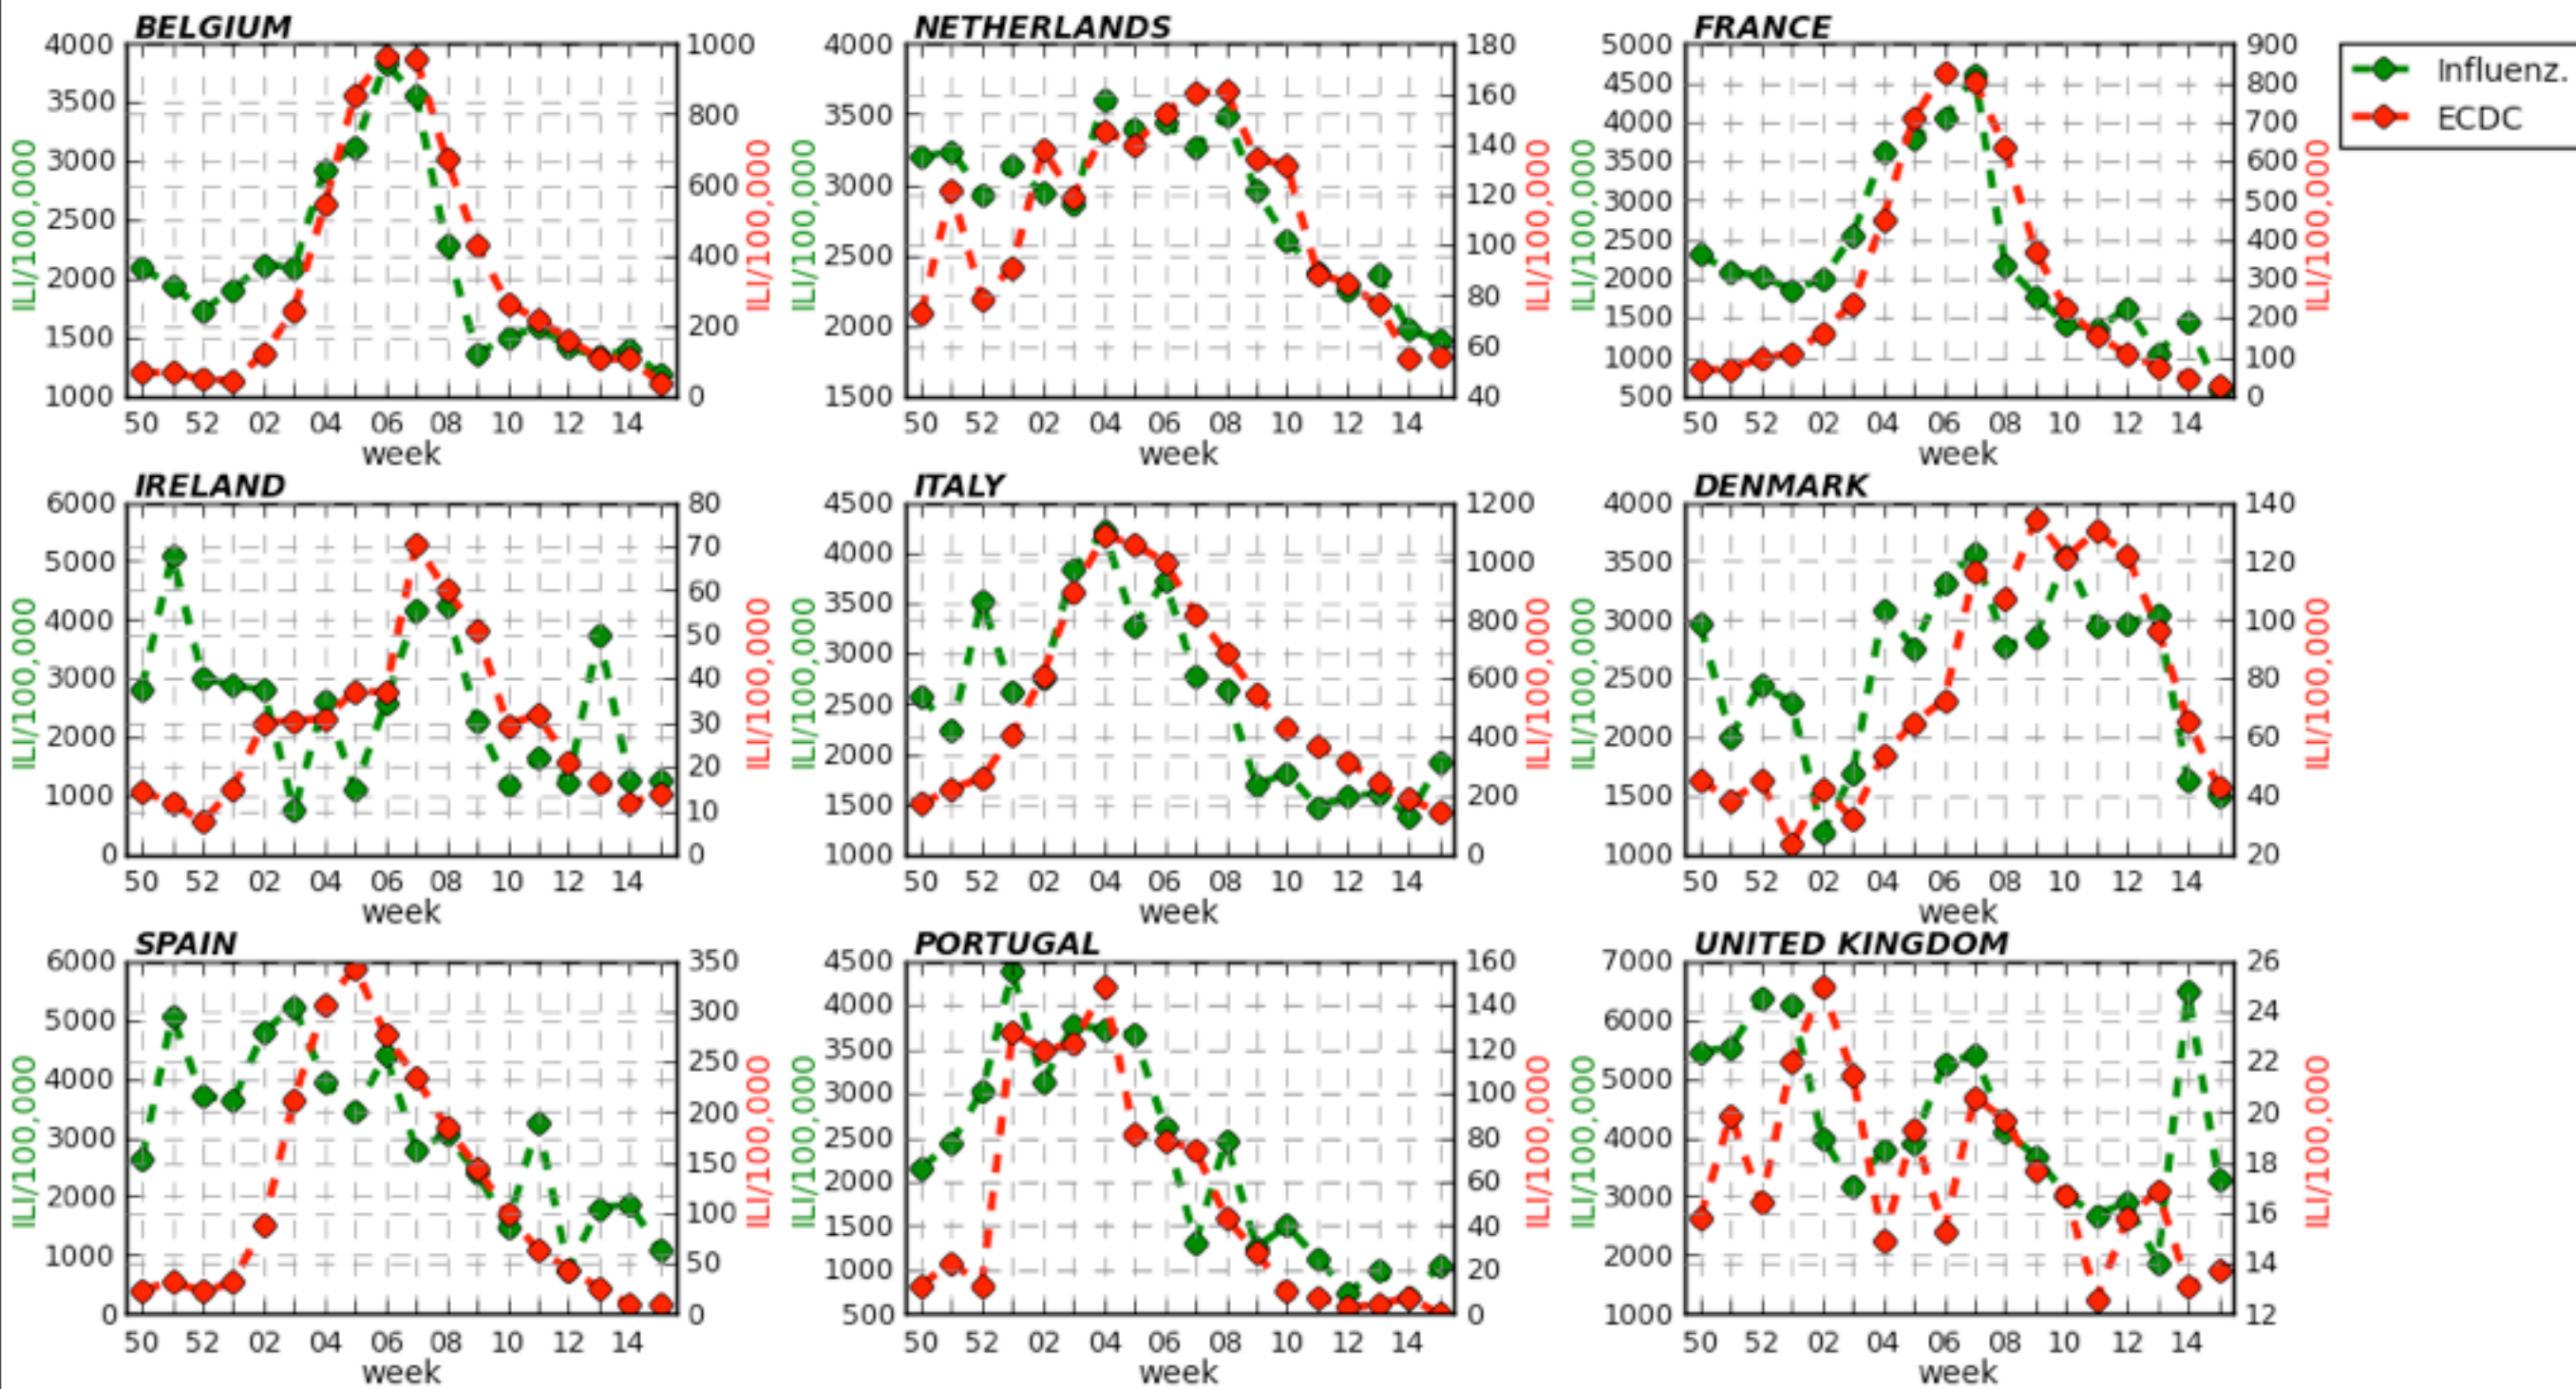 BELGIUM
4000
3500
3000
2500
2000
1500
1000
1000
800
600
400
200
0
50 52 02 04 06 08 10 12 14
week
ILI/100,000
ILI/100,000
NETHERLANDS
4000
3500
3000
2500
2000
1500
180
160
140
120
100
80
60
40
50 52 02 04 06 08 10 12 14
week
ILI/100,000
ILI/100,000
FRANCE
5000
4500
4000
3500
3000
2500
2000
1500
1000
500
900
800
700
600
500
400
300
200
100
0
50 52 02 04 06 08 10 12 14
week
ILI/100,000
ILI/100,000
Influenz.
ECDC
IRELAND
6000
5000
4000
3000
2000
1000
0
80
70
60
50
40
30
20
10
0
50 52 02 04 06 08 10 12 14
week
ILI/100,000
ILI/100,000
ITALY
4500
4000
3500
3000
2500
2000
1500
1000
1200
1000
800
600
400
200
0
50 52 02 04 06 08 10 12 14
week
ILI/100,000
ILI/100,000
DENMARK
4000
3500
3000
2500
2000
1500
1000
140
120
100
80
60
40
20
50 52 02 04 06 08 10 12 14
week
ILI/100,000
ILI/100,000
SPAIN
6000
5000
4000
3000
2000
1000
0
350
300
250
200
150
100
50
0
50 52 02 04 06 08 10 12 14
week
ILI/100,000
ILI/100,000
PORTUGAL
4500
4000
3500
3000
2500
2000
1500
1000
500
160
140
120
100
80
60
40
20
0
50 52 02 04 06 08 10 12 14
week
ILI/100,000
ILI/100,000
UNITED KINGDOM
7000
6000
5000
4000
3000
2000
1000
26
24
22
20
18
16
14
12
50 52 02 04 06 08 10 12 14
week
ILI/100,000
ILI/100,000